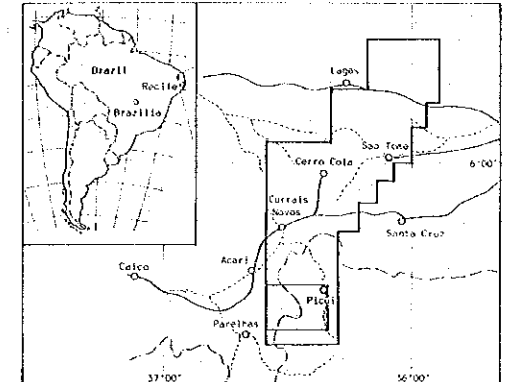 Brazil
Recife
Brazilia
Lagos
Sao Tome
6°00'
Cerro Cola
Currais
Novos
Santa Cruz
Acari
Caico
Picui
Parelhas
37°00'
36°00'